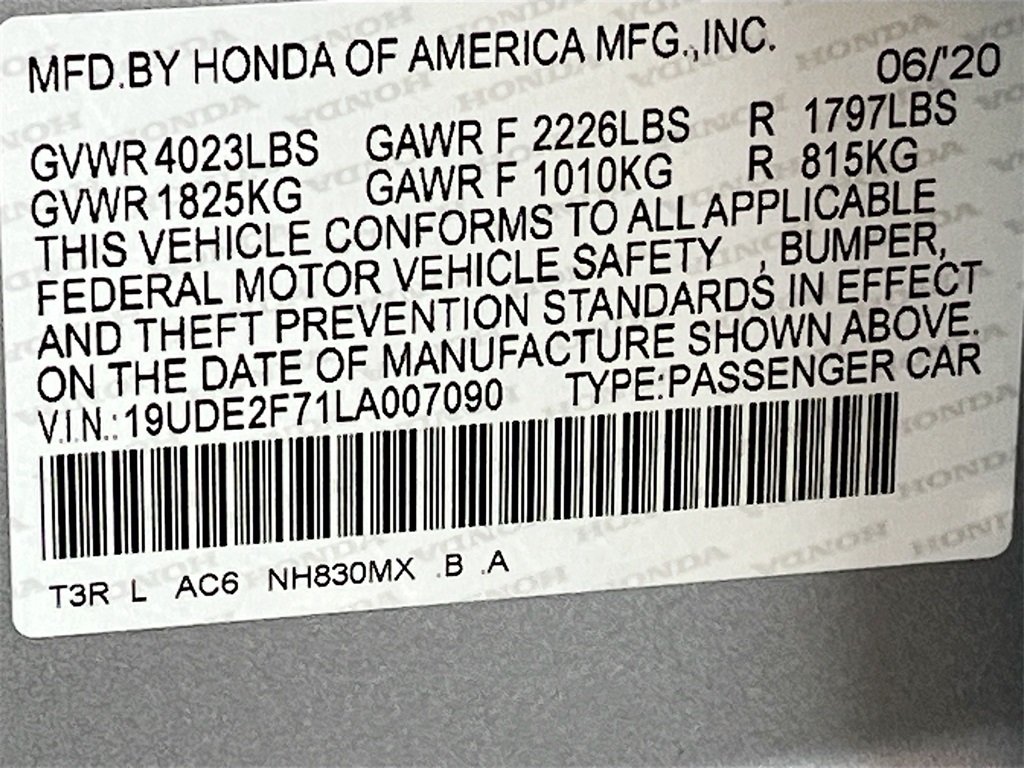 MFD.BY HONDA OF AMERICA MFG.,INC.
06/'20
GVWR 4023LBS GAWR F 2226LBS R 1797LBS
GVWR 1825KG GAWR F 1010KG R 815KG
THIS VEHICLE CONFORMS TO ALL APPLICABLE
FEDERAL MOTOR VEHICLE SAFETY , BUMPER,
AND THEFT PREVENTION STANDARDS IN EFFECT
ON THE DATE OF MANUFACTURE SHOWN ABOVE.
V.I.N.: 19UDE2F71LA007090 TYPE:PASSENGER CAR
T3R L AC6 NH830MX .B .A